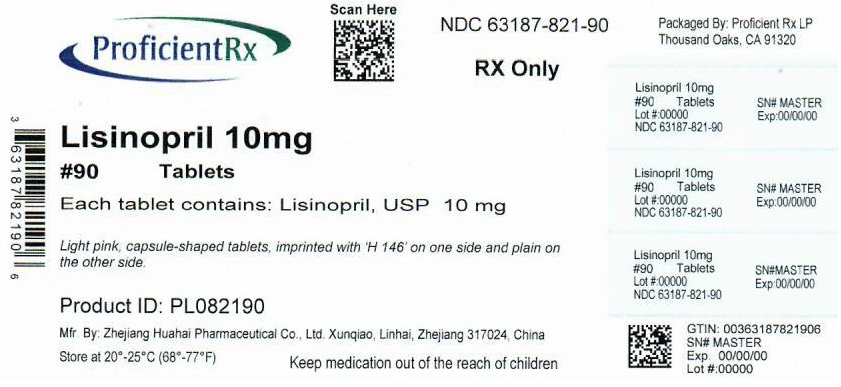 ProficientRx
Scan Here
NDC 63187-821-90
RX Only
Packaged By: Proficient Rx LP
Thousand Oaks, CA 91320
3 63187 82190 6
Lisinopril 10mg
#90 Tablets
Each tablet contains: Lisinopril, USP 10 mg
Light pink, capsule-shaped tablets, imprinted with 'H 146' on one side and plain on
the other side.
Product ID: PL082190
Mfr. By: Zhejiang Huahai Pharmaceutical Co., Ltd. Xunqiao, Linhai, Zhejiang 317024, China
Store at 20°-25°C (68°-77°F)
Keep medication out of the reach of children
Lisinopril 10mg
#90 Tablets SN# MASTER
Lot #:00000 Exp:00/00/00
NDC 63187-821-90
Lisinopril 10mg
#90 Tablets SN# MASTER
Lot #:00000 Exp:00/00/00
NDC 63187-821-90
Lisinopril 10mg
#90 Tablets SN#MASTER
Lot #:00000 Exp:00/00/00
NDC 63187-821-90
GTIN: 00363187821906
SN# MASTER
Exp. 00/00/00
Lot #:00000